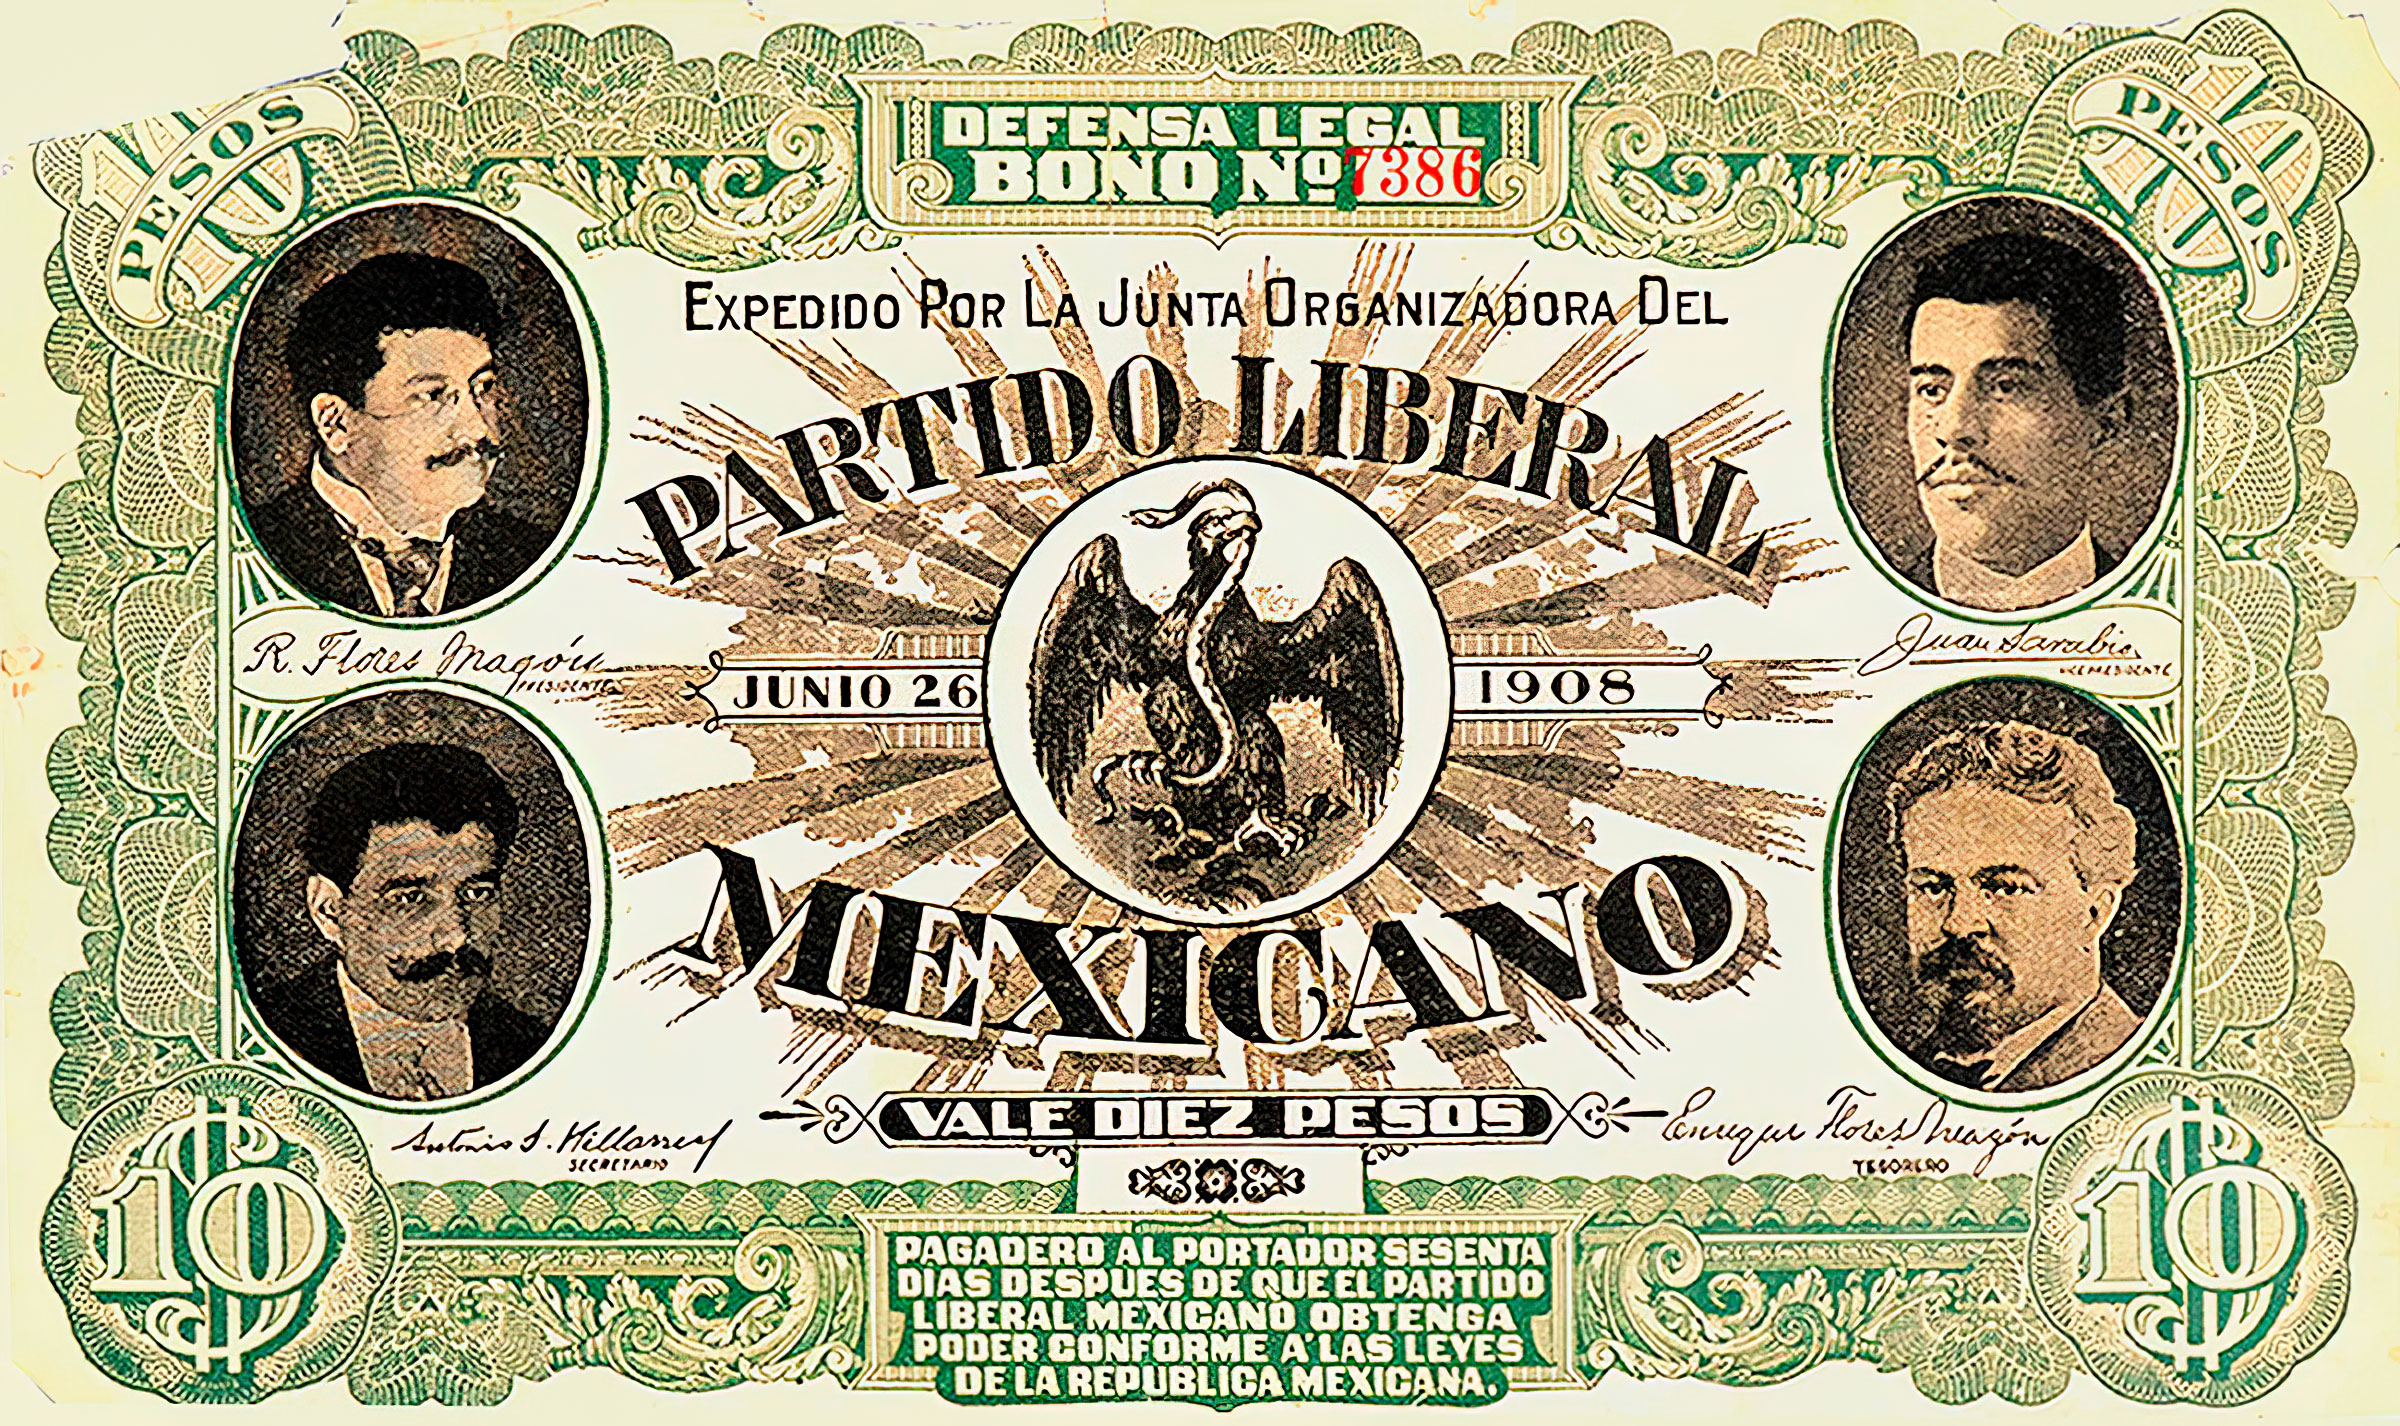 10 PESOS
DEFENSA LEGAL
BONO Nº 7386
10 PESOS
EXPEDIDO POR LA JUNTA ORGANIZADORA DEL
PARTIDO LIBERAL
R. Flores Magón
PRESIDENTE
JUNIO 26 1908
Juan Sarabia
VICEPRESIDENTE
MEXICANO
VALE DIEZ PESOS
Antonio I. Villarreal
SECRETARIO
Enrique Flores Magón
TESORERO
$10
PAGADERO AL PORTADOR SESENTA
DIAS DESPUES DE QUE EL PARTIDO
LIBERAL MEXICANO OBTENGA
PODER CONFORME A' LAS LEYES
DE LA REPUBLICA MEXICANA.
$10